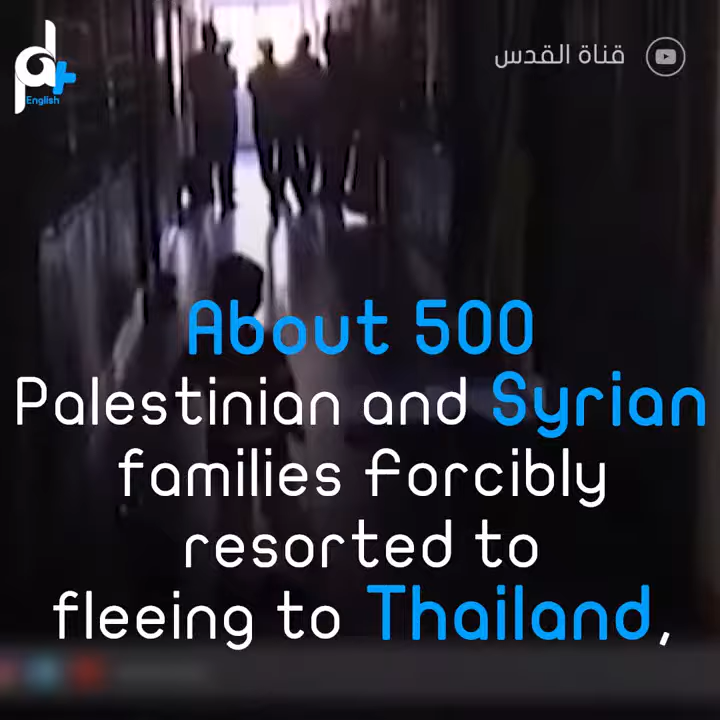 English
قناة القدس
About 500
Palestinian and Syrian
families forcibly
resorted to
fleeing to Thailand,